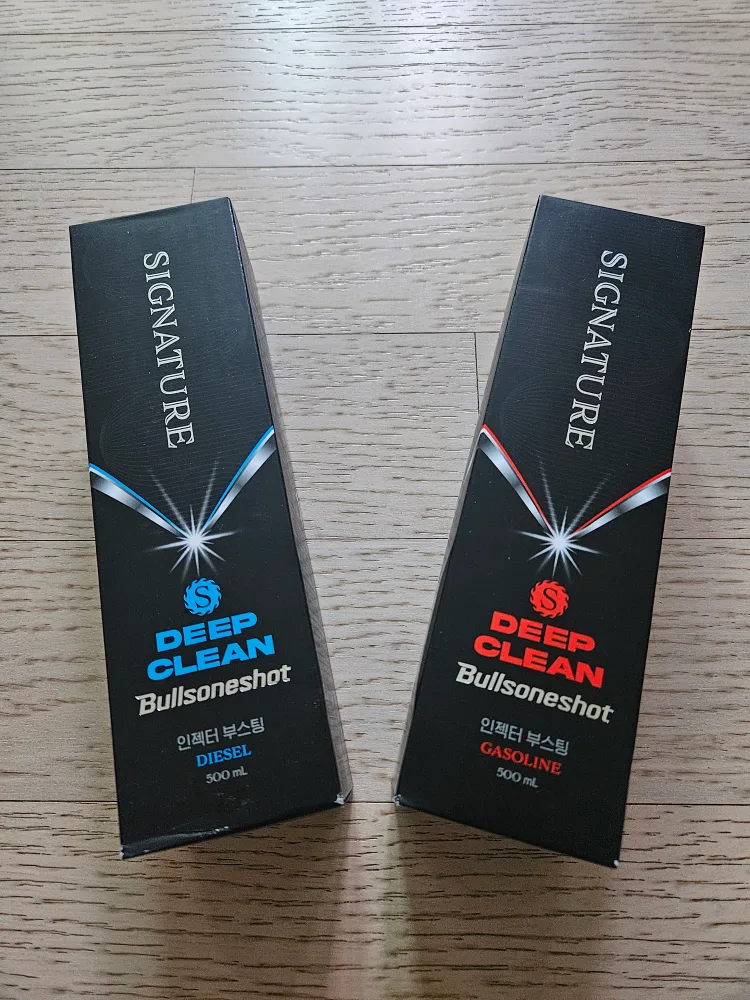 SIGNATURE
S
DEEP
CLEAN
Bullsoneshot
인젝터 부스팅
DIESEL
500 mL
SIGNATURE
S
DEEP
CLEAN
Bullsoneshot
인젝터 부스팅
GASOLINE
500 mL